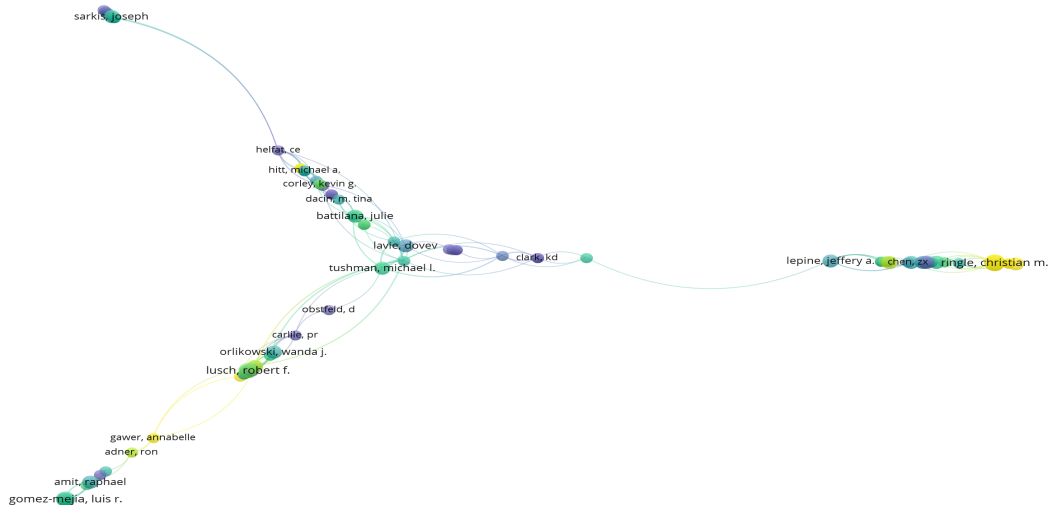 sarkis, joseph
helfat, ce
hitt, michael a.
corley, kevin g.
dacin, m. tina
battilana, julie
lavie, dovev
clark, kd
lepine, jeffery a.
chen, zx
ringle, christian m.
tushman, michael l.
obstfeld, d
carlile, pr
orlikowski, wanda j.
lusch, robert f.
gawer, annabelle
adner, ron
amit, raphael
gomez-mejia, luis r.